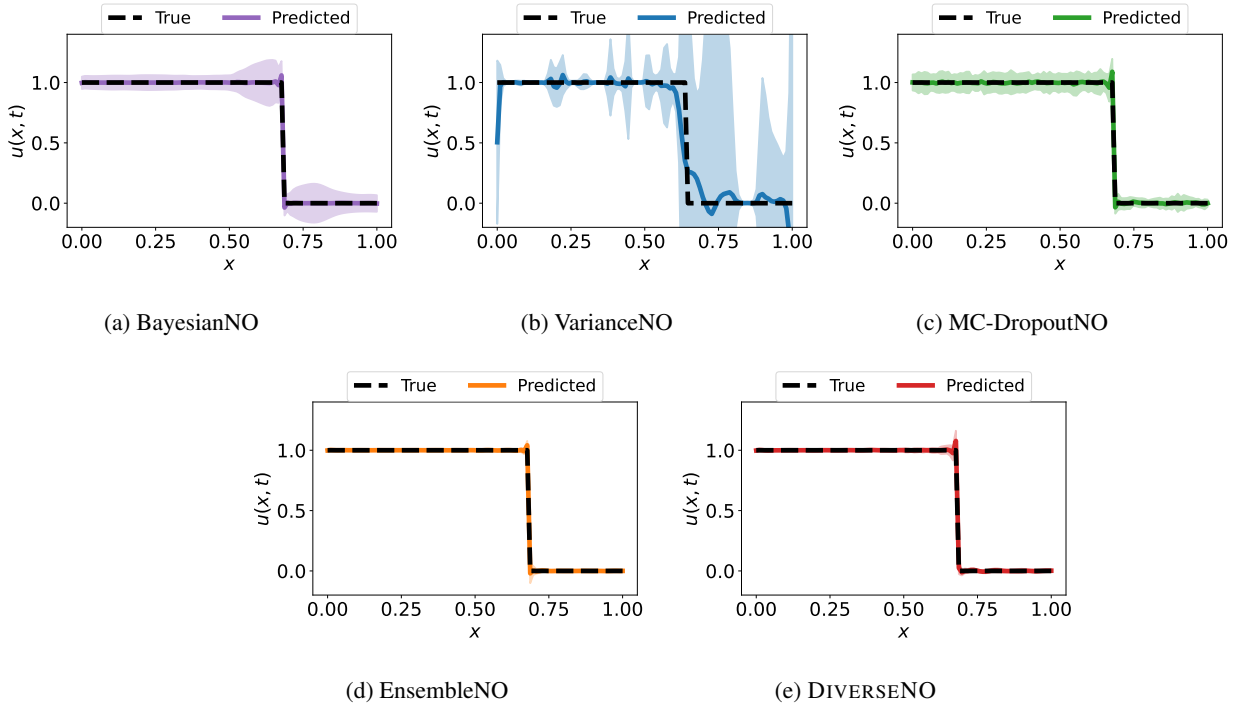 True Predicted
True Predicted
True Predicted
u(x, t)
1.0
0.5
0.0
0.00 0.25 0.50 0.75 1.00
x
u(x, t)
1.0
0.5
0.0
0.00 0.25 0.50 0.75 1.00
x
u(x, t)
1.0
0.5
0.0
0.00 0.25 0.50 0.75 1.00
x
(a) BayesianNO
(b) VarianceNO
(c) MC-DropoutNO
True Predicted
True Predicted
u(x, t)
1.0
0.5
0.0
0.00 0.25 0.50 0.75 1.00
x
u(x, t)
1.0
0.5
0.0
0.00 0.25 0.50 0.75 1.00
x
(d) EnsembleNO
(e) DIVERSENO